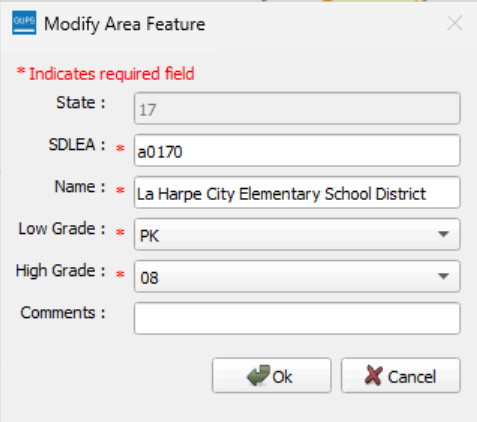 GUPS Modify Area Feature
* Indicates required field
State : 17
SDLEA : * a0170
Name : * La Harpe City Elementary School District
Low Grade : * PK
High Grade : * 08
Comments :
Ok Cancel